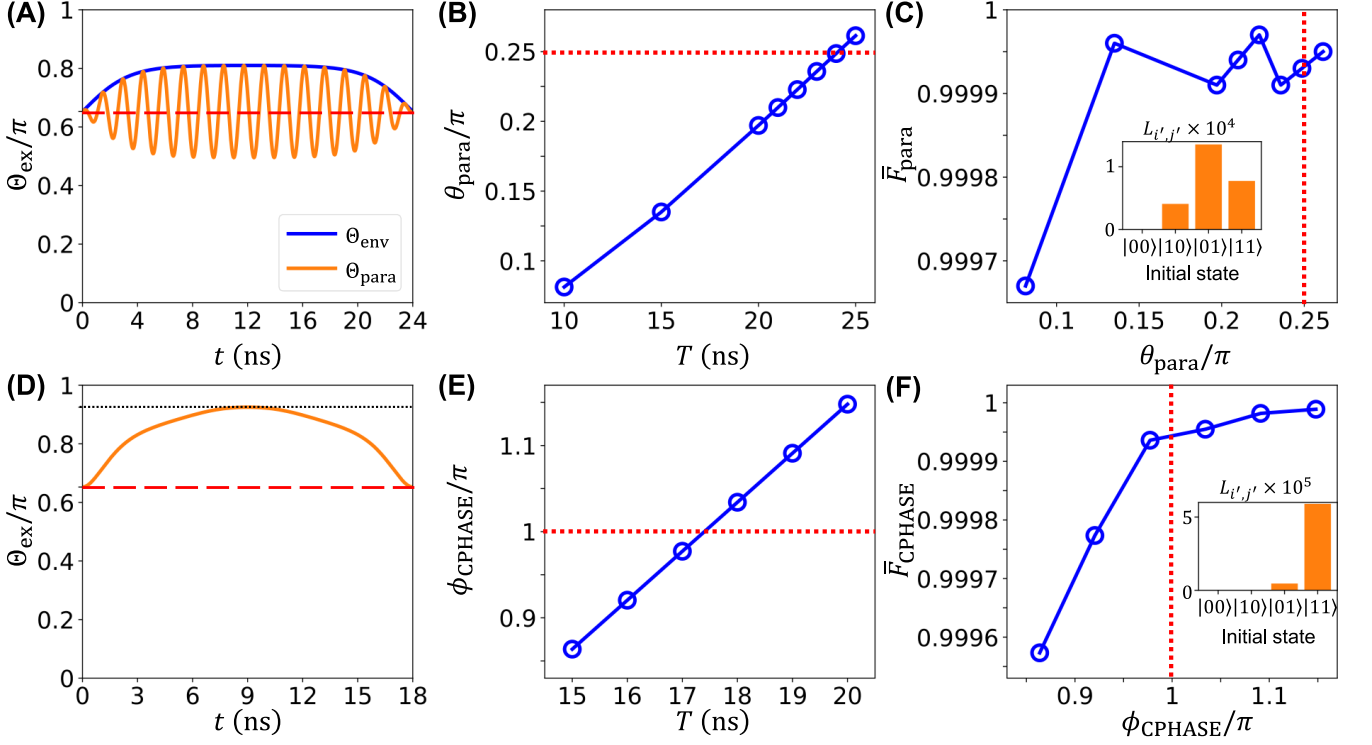 (A)
Θex/π
1
0.8
0.6
0.4
0.2
0
Θenv
Θpara
0 3 6 9 12 15 18 21 24
t (ns)
(B)
θpara/π
0.25
0.2
0.15
0.1
10 15 20 25
T (ns)
(C)
F̅para
1
0.9999
0.9998
0.9997
Li′,j′ × 10⁴
1
0
|00⟩|10⟩|01⟩|11⟩
Initial state
0.1 0.2 0.25
θpara/π
(D)
Θex/π
1
0.8
0.6
0.4
0.2
0
0 3 6 9 12 15 18
t (ns)
(E)
ϕCPHASE/π
1.1
1
0.9
15 16 17 18 19 20
T (ns)
(F)
F̅CPHASE
1
0.9999
0.9998
0.9997
0.9996
Li′,j′ × 10⁵
5
0
|00⟩|10⟩|01⟩|11⟩
Initial state
0.9 1 1.1
ϕCPHASE/π